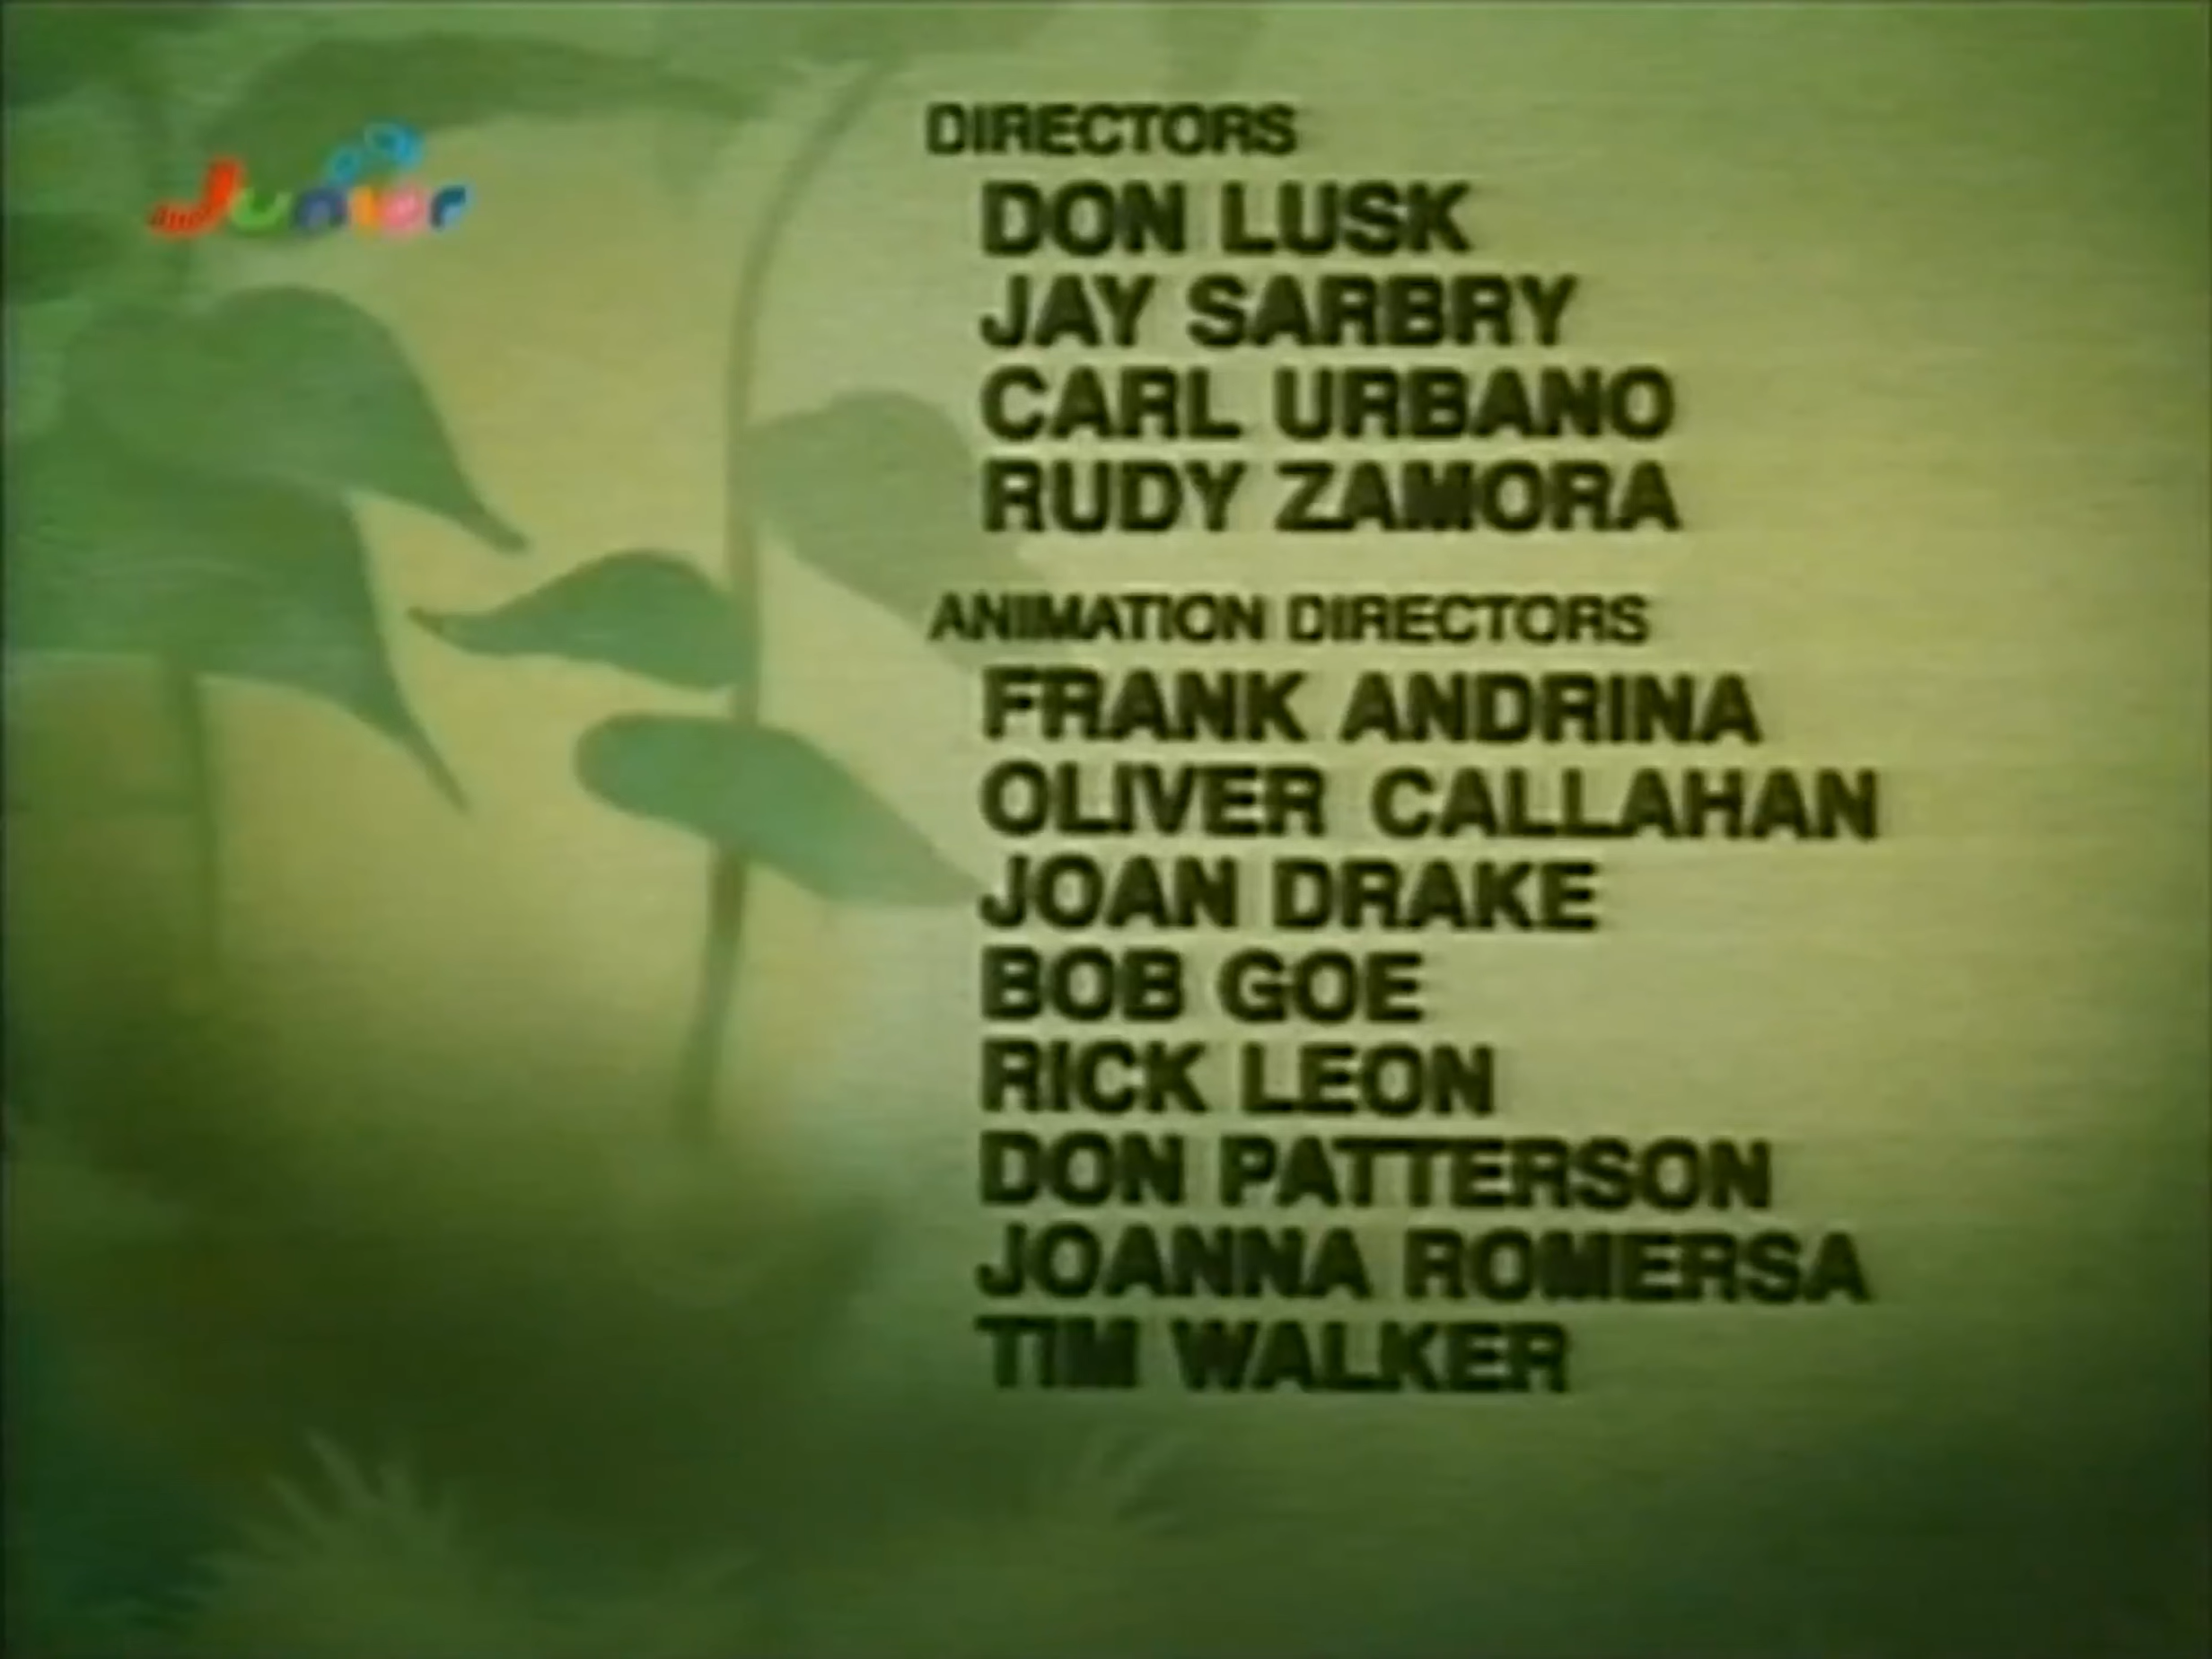 Junior
DIRECTORS
DON LUSK
JAY SARBRY
CARL URBANO
RUDY ZAMORA
ANIMATION DIRECTORS
FRANK ANDRINA
OLIVER CALLAHAN
JOAN DRAKE
BOB GOE
RICK LEON
DON PATTERSON
JOANNA ROMERSA
TIM WALKER